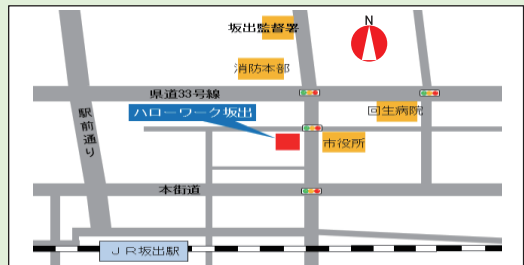 坂出監督署
N
消防本部
県道33号線
ハローワーク坂出
回生病院
駅前通り
市役所
本街道
JR坂出駅